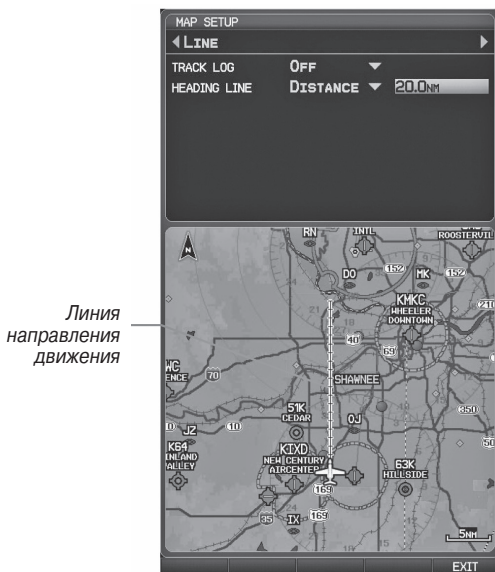 MAP SETUP
LINE
TRACK LOG OFF
HEADING LINE DISTANCE 20.0NM
Линия
направления
движения
N
RN
INTL
ROOSTERVIL
DO
152
MK
152
KMKC
WHEELER
DOWNTOWN
210
40
69
70
SHAWNEE
51K
CEDAR
OJ
350
10
JZ
10
K64
KIXD
NEW CENTURY
AIRCENTER
63K
HILLSIDE
50
169
35
IX
169
5NM
EXIT